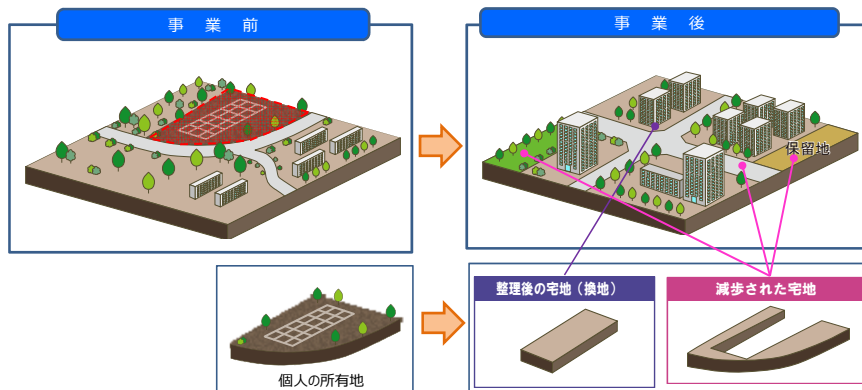 事業前
事業後
保留地
整理後の宅地（換地）
減歩された宅地
個人の所有地